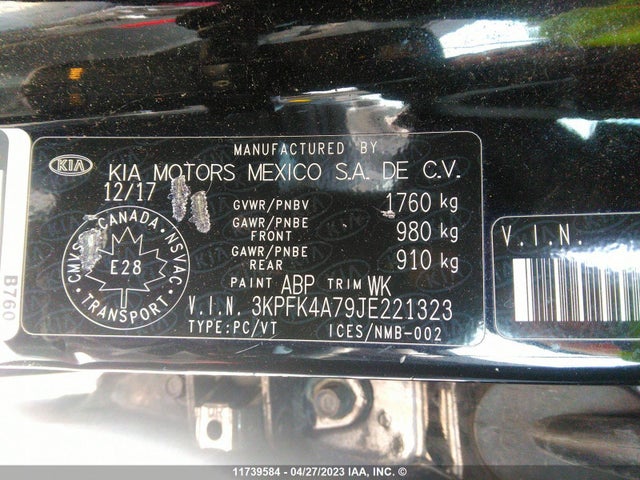 MANUFACTURED BY
KIA KIA MOTORS MEXICO S.A. DE C.V.
12/17
GVWR/PNBV 1760 kg
GAWR/PNBE FRONT 980 kg
GAWR/PNBE REAR 910 kg
PAINT ABP TRIM WK
V.I.N. 3KPFK4A79JE221323
TYPE:PC/VT ICES/NMB-002
CANADA
CMVSS NSVAC
E28
TRANSPORT
B760
V.I.N.
11739584 - 04/27/2023 IAA, INC. ©